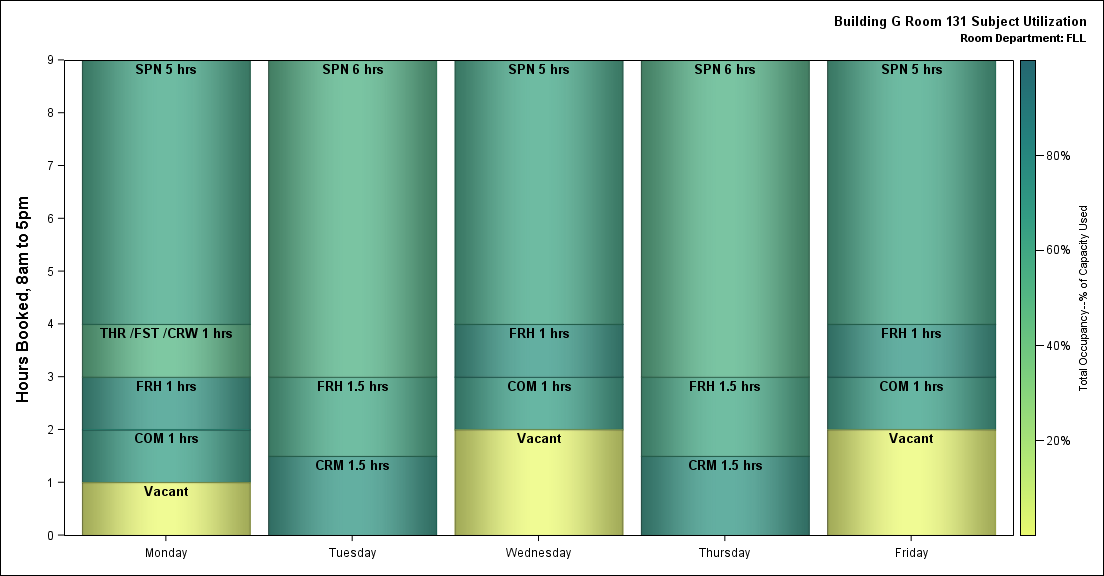 Building G Room 131 Subject Utilization
Room Department: FLL
Hours Booked, 8am to 5pm
9
8
7
6
5
4
3
2
1
0
SPN 5 hrs
THR /FST /CRW 1 hrs
FRH 1 hrs
COM 1 hrs
Vacant
Monday
SPN 6 hrs
FRH 1.5 hrs
CRM 1.5 hrs
Tuesday
SPN 5 hrs
FRH 1 hrs
COM 1 hrs
Vacant
Wednesday
SPN 6 hrs
FRH 1.5 hrs
CRM 1.5 hrs
Thursday
SPN 5 hrs
FRH 1 hrs
COM 1 hrs
Vacant
Friday
80%
60%
40%
20%
Total Occupancy--% of Capacity Used